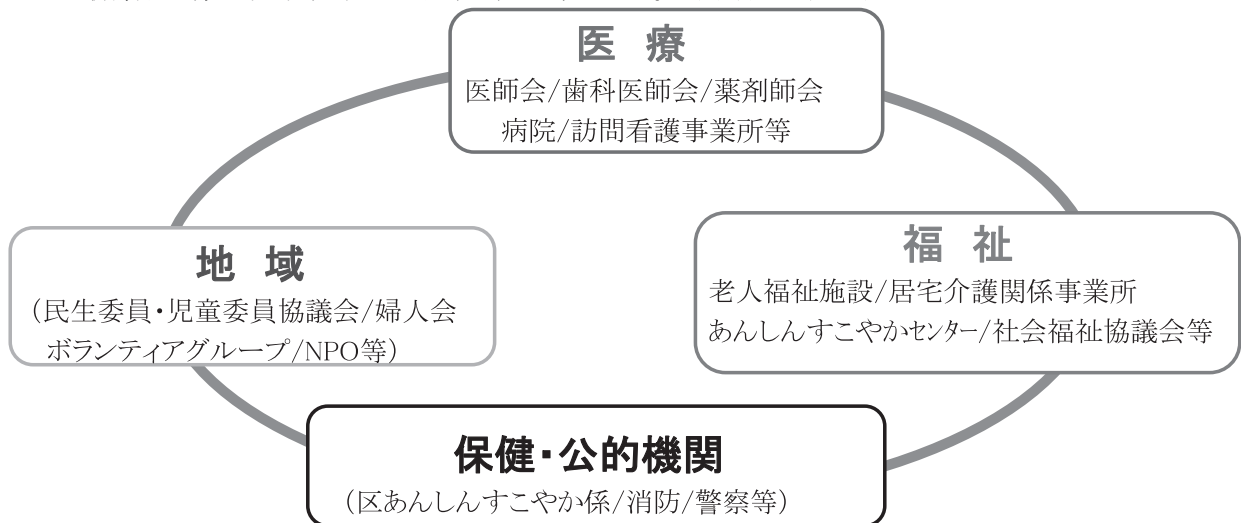 医 療
医師会/歯科医師会/薬剤師会
病院/訪問看護事業所等
地 域
(民生委員・児童委員協議会/婦人会
ボランティアグループ/NPO等)
福 祉
老人福祉施設/居宅介護関係事業所
あんしんすこやかセンター/社会福祉協議会等
保健・公的機関
(区あんしんすこやか係/消防/警察等)